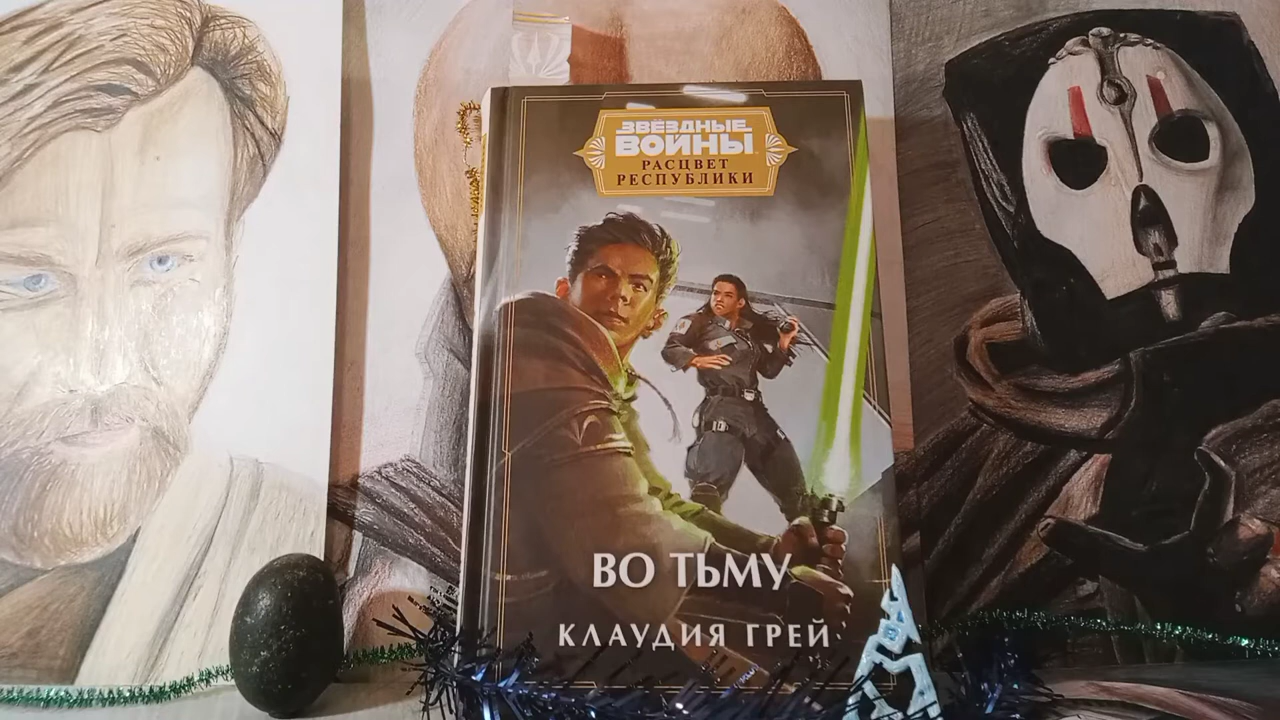 ЗВЁЗДНЫЕ
ВОЙНЫ
РАСЦВЕТ
РЕСПУБЛИКИ
ВО ТЬМУ
КЛАУДИЯ ГРЕЙ